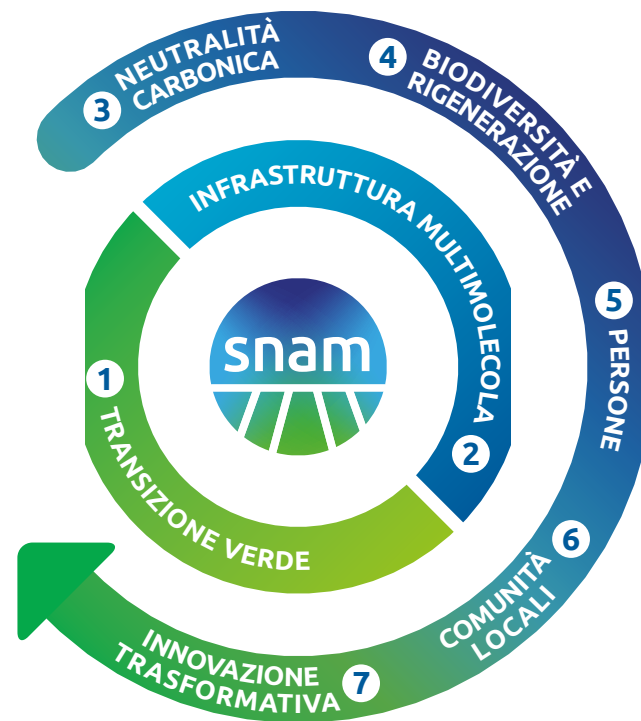 snam
1
TRANSIZIONE VERDE
2
INFRASTRUTTURA MULTIMOLECOLA
3
NEUTRALITÀ
CARBONICA
4
BIODIVERSITÀ E
RIGENERAZIONE
5
PERSONE
6
COMUNITÀ
LOCALI
7
INNOVAZIONE
TRASFORMATIVA